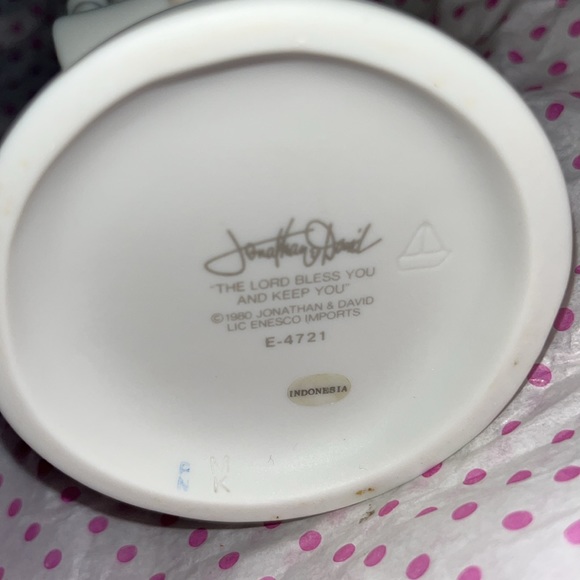 Jonathan & David
"THE LORD BLESS YOU
AND KEEP YOU"
©1980 JONATHAN & DAVID
LIC ENESCO IMPORTS
E-4721
INDONESIA
M
K